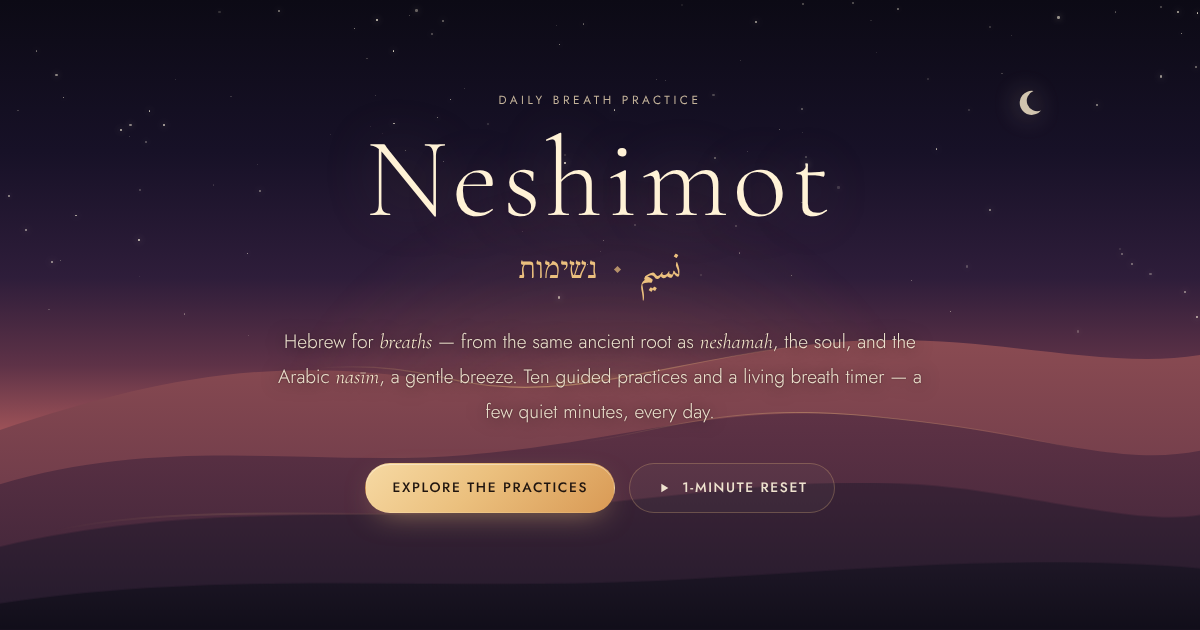 DAILY BREATH PRACTICE
Neshimot
נשימות ◆ نسيم
Hebrew for breaths — from the same ancient root as neshamah, the soul, and the
Arabic nasīm, a gentle breeze. Ten guided practices and a living breath timer — a
few quiet minutes, every day.
EXPLORE THE PRACTICES
1-MINUTE RESET